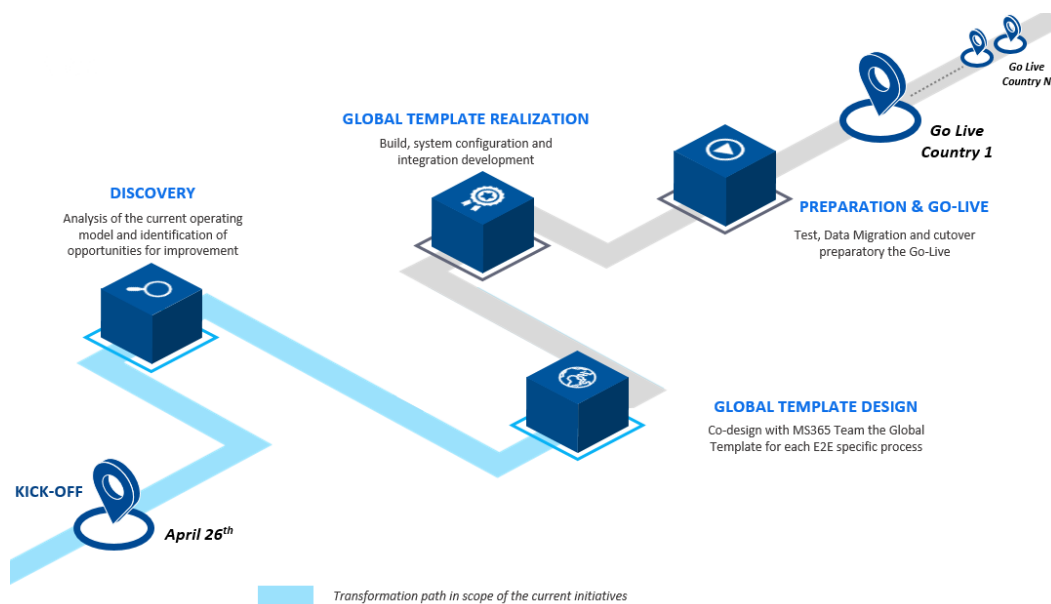 Go Live
Country N
GLOBAL TEMPLATE REALIZATION
Build, system configuration and
integration development
Go Live
Country 1
DISCOVERY
Analysis of the current operating
model and identification of
opportunities for improvement
PREPARATION & GO-LIVE
Test, Data Migration and cutover
preparatory the Go-Live
GLOBAL TEMPLATE DESIGN
Co-design with MS365 Team the Global
Template for each E2E specific process
KICK-OFF
April 26th
Transformation path in scope of the current initiatives